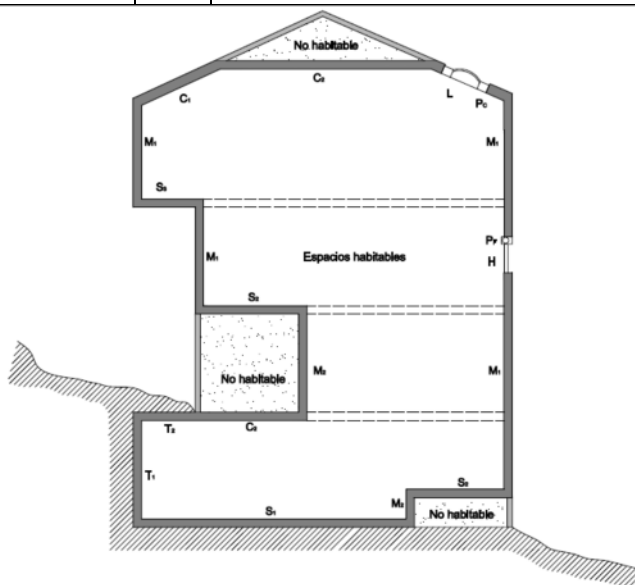 No habitable
C₂
C₁
L
Pc
M₁
M₁
S₃
M₁
Espacios habitables
PF
H
S₂
No habitable
M₂
M₁
T₂
C₂
T₁
S₂
M₂
S₁
No habitable